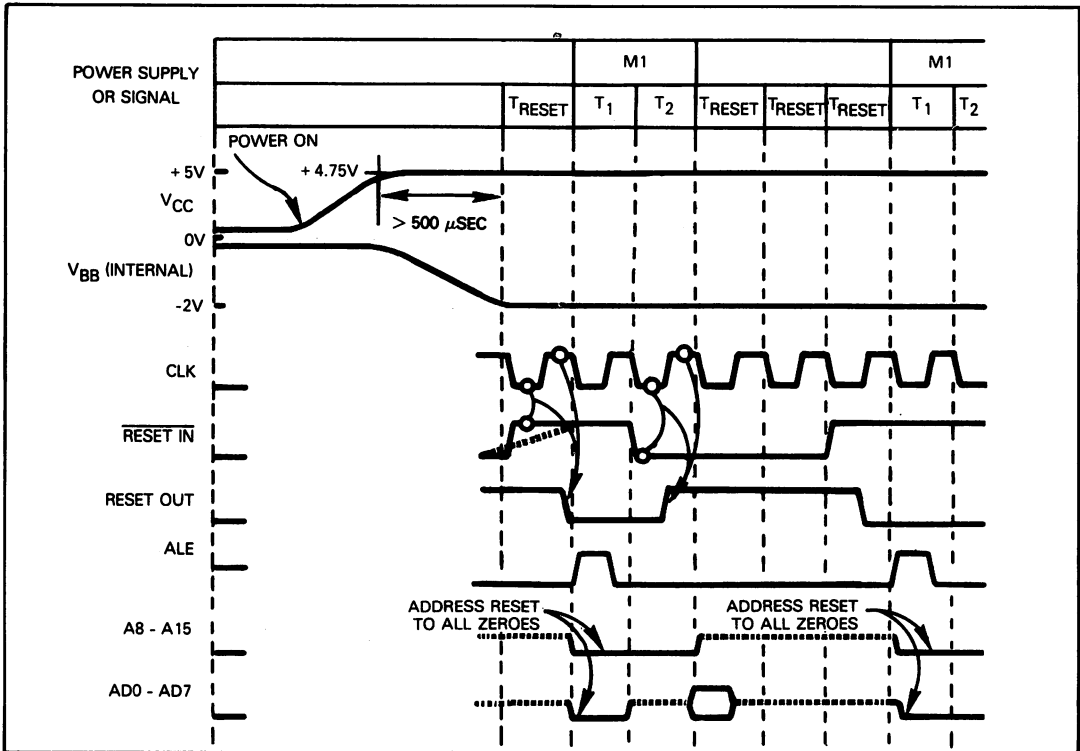 M1 M1
POWER SUPPLY
OR SIGNAL
TRESET T1 T2 TRESET TRESET TRESET T1 T2
POWER ON
+5V +4.75V
VCC
> 500 μSEC
0V
VBB (INTERNAL)
-2V
CLK
RESET IN
RESET OUT
ALE
ADDRESS RESET
TO ALL ZEROES
ADDRESS RESET
TO ALL ZEROES
A8 - A15
AD0 - AD7